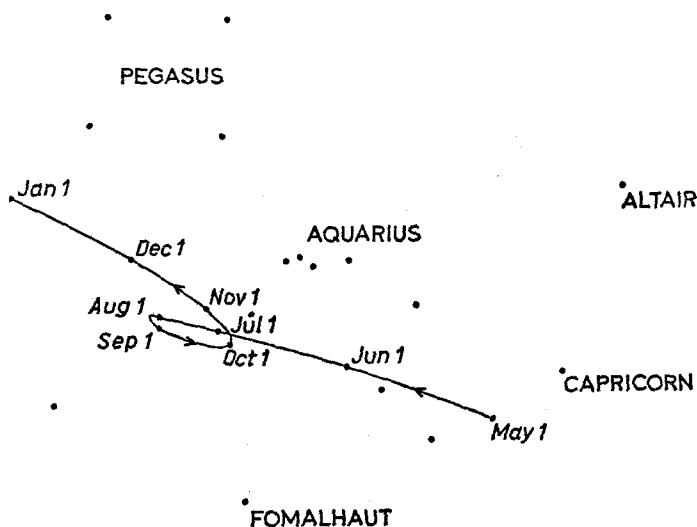 PEGASUS
Jan 1
ALTAIR
AQUARIUS
Dec 1
Nov 1
Aug 1
Jul 1
Sep 1
Oct 1
Jun 1
CAPRICORN
May 1
FOMALHAUT